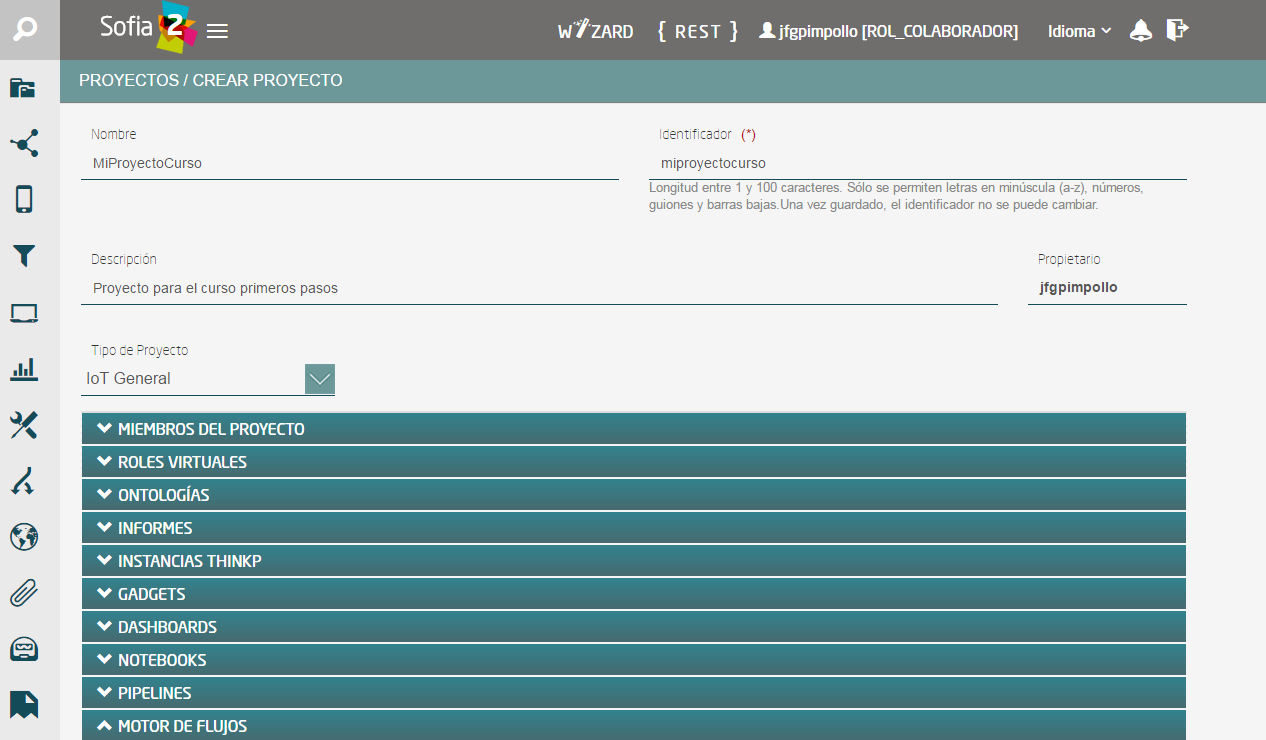 Sofia 2
WIZARD { REST } jfgpimpollo [ROL_COLABORADOR] Idioma
PROYECTOS / CREAR PROYECTO
Nombre
MiProyectoCurso
Identificador (*)
miproyectocurso
Longitud entre 1 y 100 caracteres. Sólo se permiten letras en minúscula (a-z), números,
guiones y barras bajas.Una vez guardado, el identificador no se puede cambiar.
Descripción
Proyecto para el curso primeros pasos
Propietario
jfgpimpollo
Tipo de Proyecto
IoT General
MIEMBROS DEL PROYECTO
ROLES VIRTUALES
ONTOLOGÍAS
INFORMES
INSTANCIAS THINKP
GADGETS
DASHBOARDS
NOTEBOOKS
PIPELINES
MOTOR DE FLUJOS